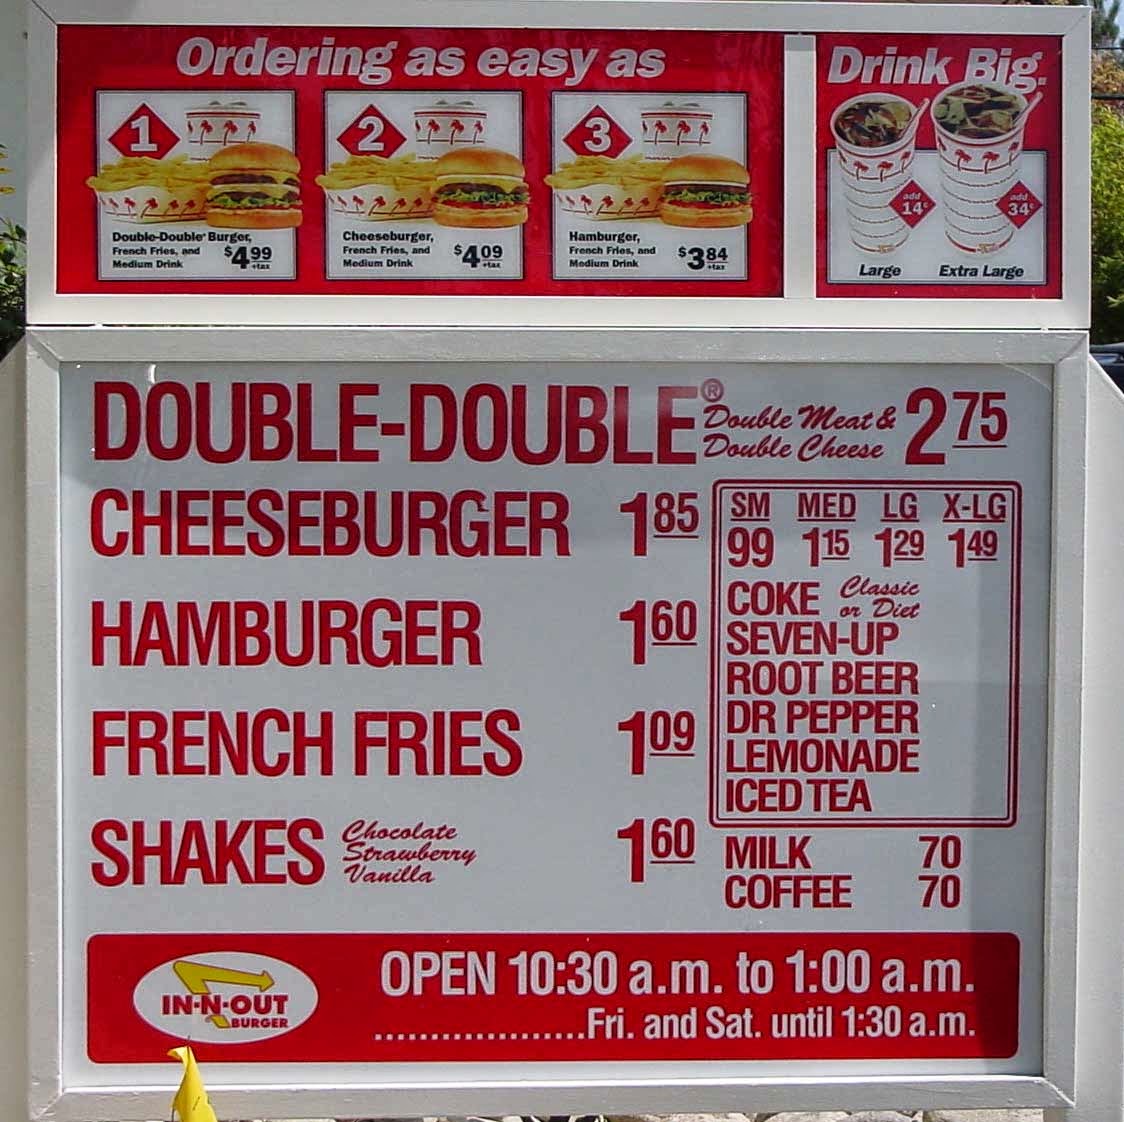 Ordering as easy as
1
Double-Double® Burger,
French Fries, and
Medium Drink
$4.99
+tax
2
Cheeseburger,
French Fries, and
Medium Drink
$4.09
+tax
3
Hamburger,
French Fries, and
Medium Drink
$3.84
+tax
Drink Big.
add
14¢
add
34¢
Large
Extra Large
DOUBLE-DOUBLE® Double Meat & Double Cheese 2 75
CHEESEBURGER 1 85
HAMBURGER 1 60
FRENCH FRIES 1 09
SHAKES Chocolate Strawberry Vanilla 1 60
SM MED LG X-LG
99 1 15 1 29 1 49
COKE Classic or Diet
SEVEN-UP
ROOT BEER
DR PEPPER
LEMONADE
ICED TEA
MILK 70
COFFEE 70
IN-N-OUT
BURGER
OPEN 10:30 a.m. to 1:00 a.m.
....................Fri. and Sat. until 1:30 a.m.